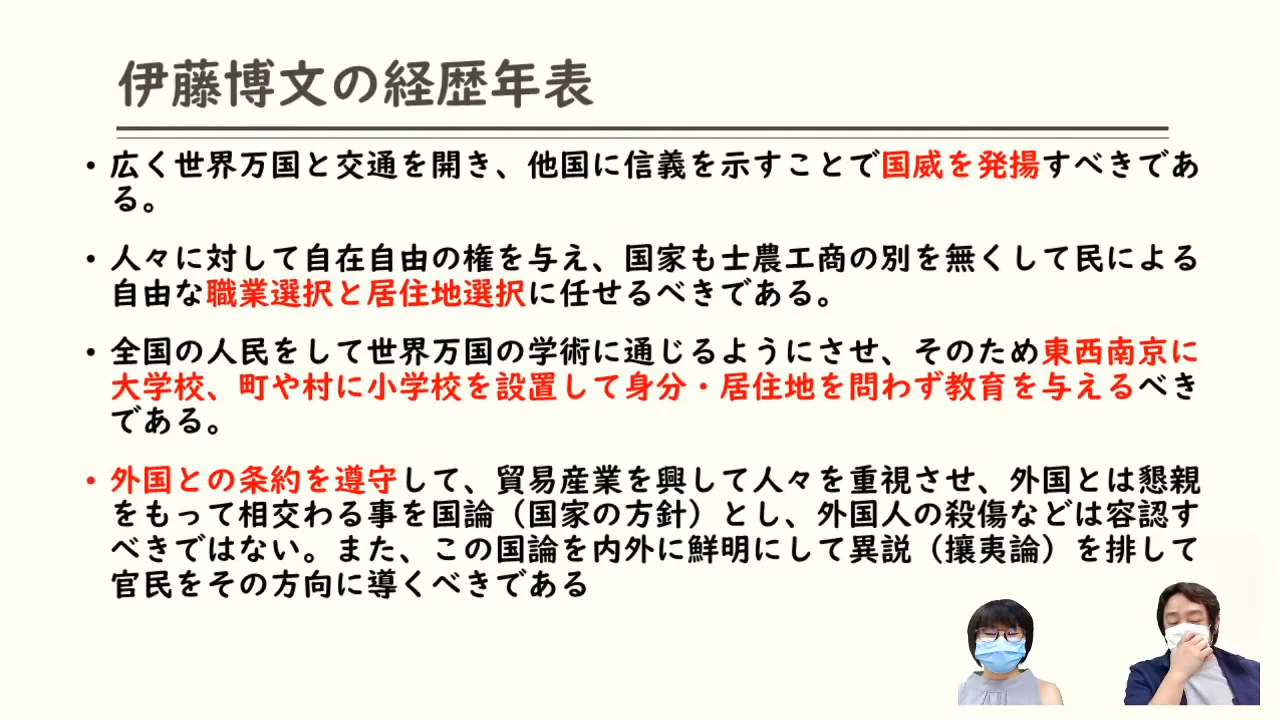 伊藤博文の経歴年表
• 広く世界万国と交通を開き、他国に信義を示すことで国威を発揚すべきであ
る。
• 人々に対して自在自由の権を与え、国家も士農工商の別を無くして民による
自由な職業選択と居住地選択に任せるべきである。
• 全国の人民をして世界万国の学術に通じるようにさせ、そのため東西南京に
大学校、町や村に小学校を設置して身分・居住地を問わず教育を与えるべき
である。
• 外国との条約を遵守して、貿易産業を興して人々を重視させ、外国とは懇親
をもって相交わる事を国論（国家の方針）とし、外国人の殺傷などは容認す
べきではない。また、この国論を内外に鮮明にして異説（攘夷論）を排して
官民をその方向に導くべきである